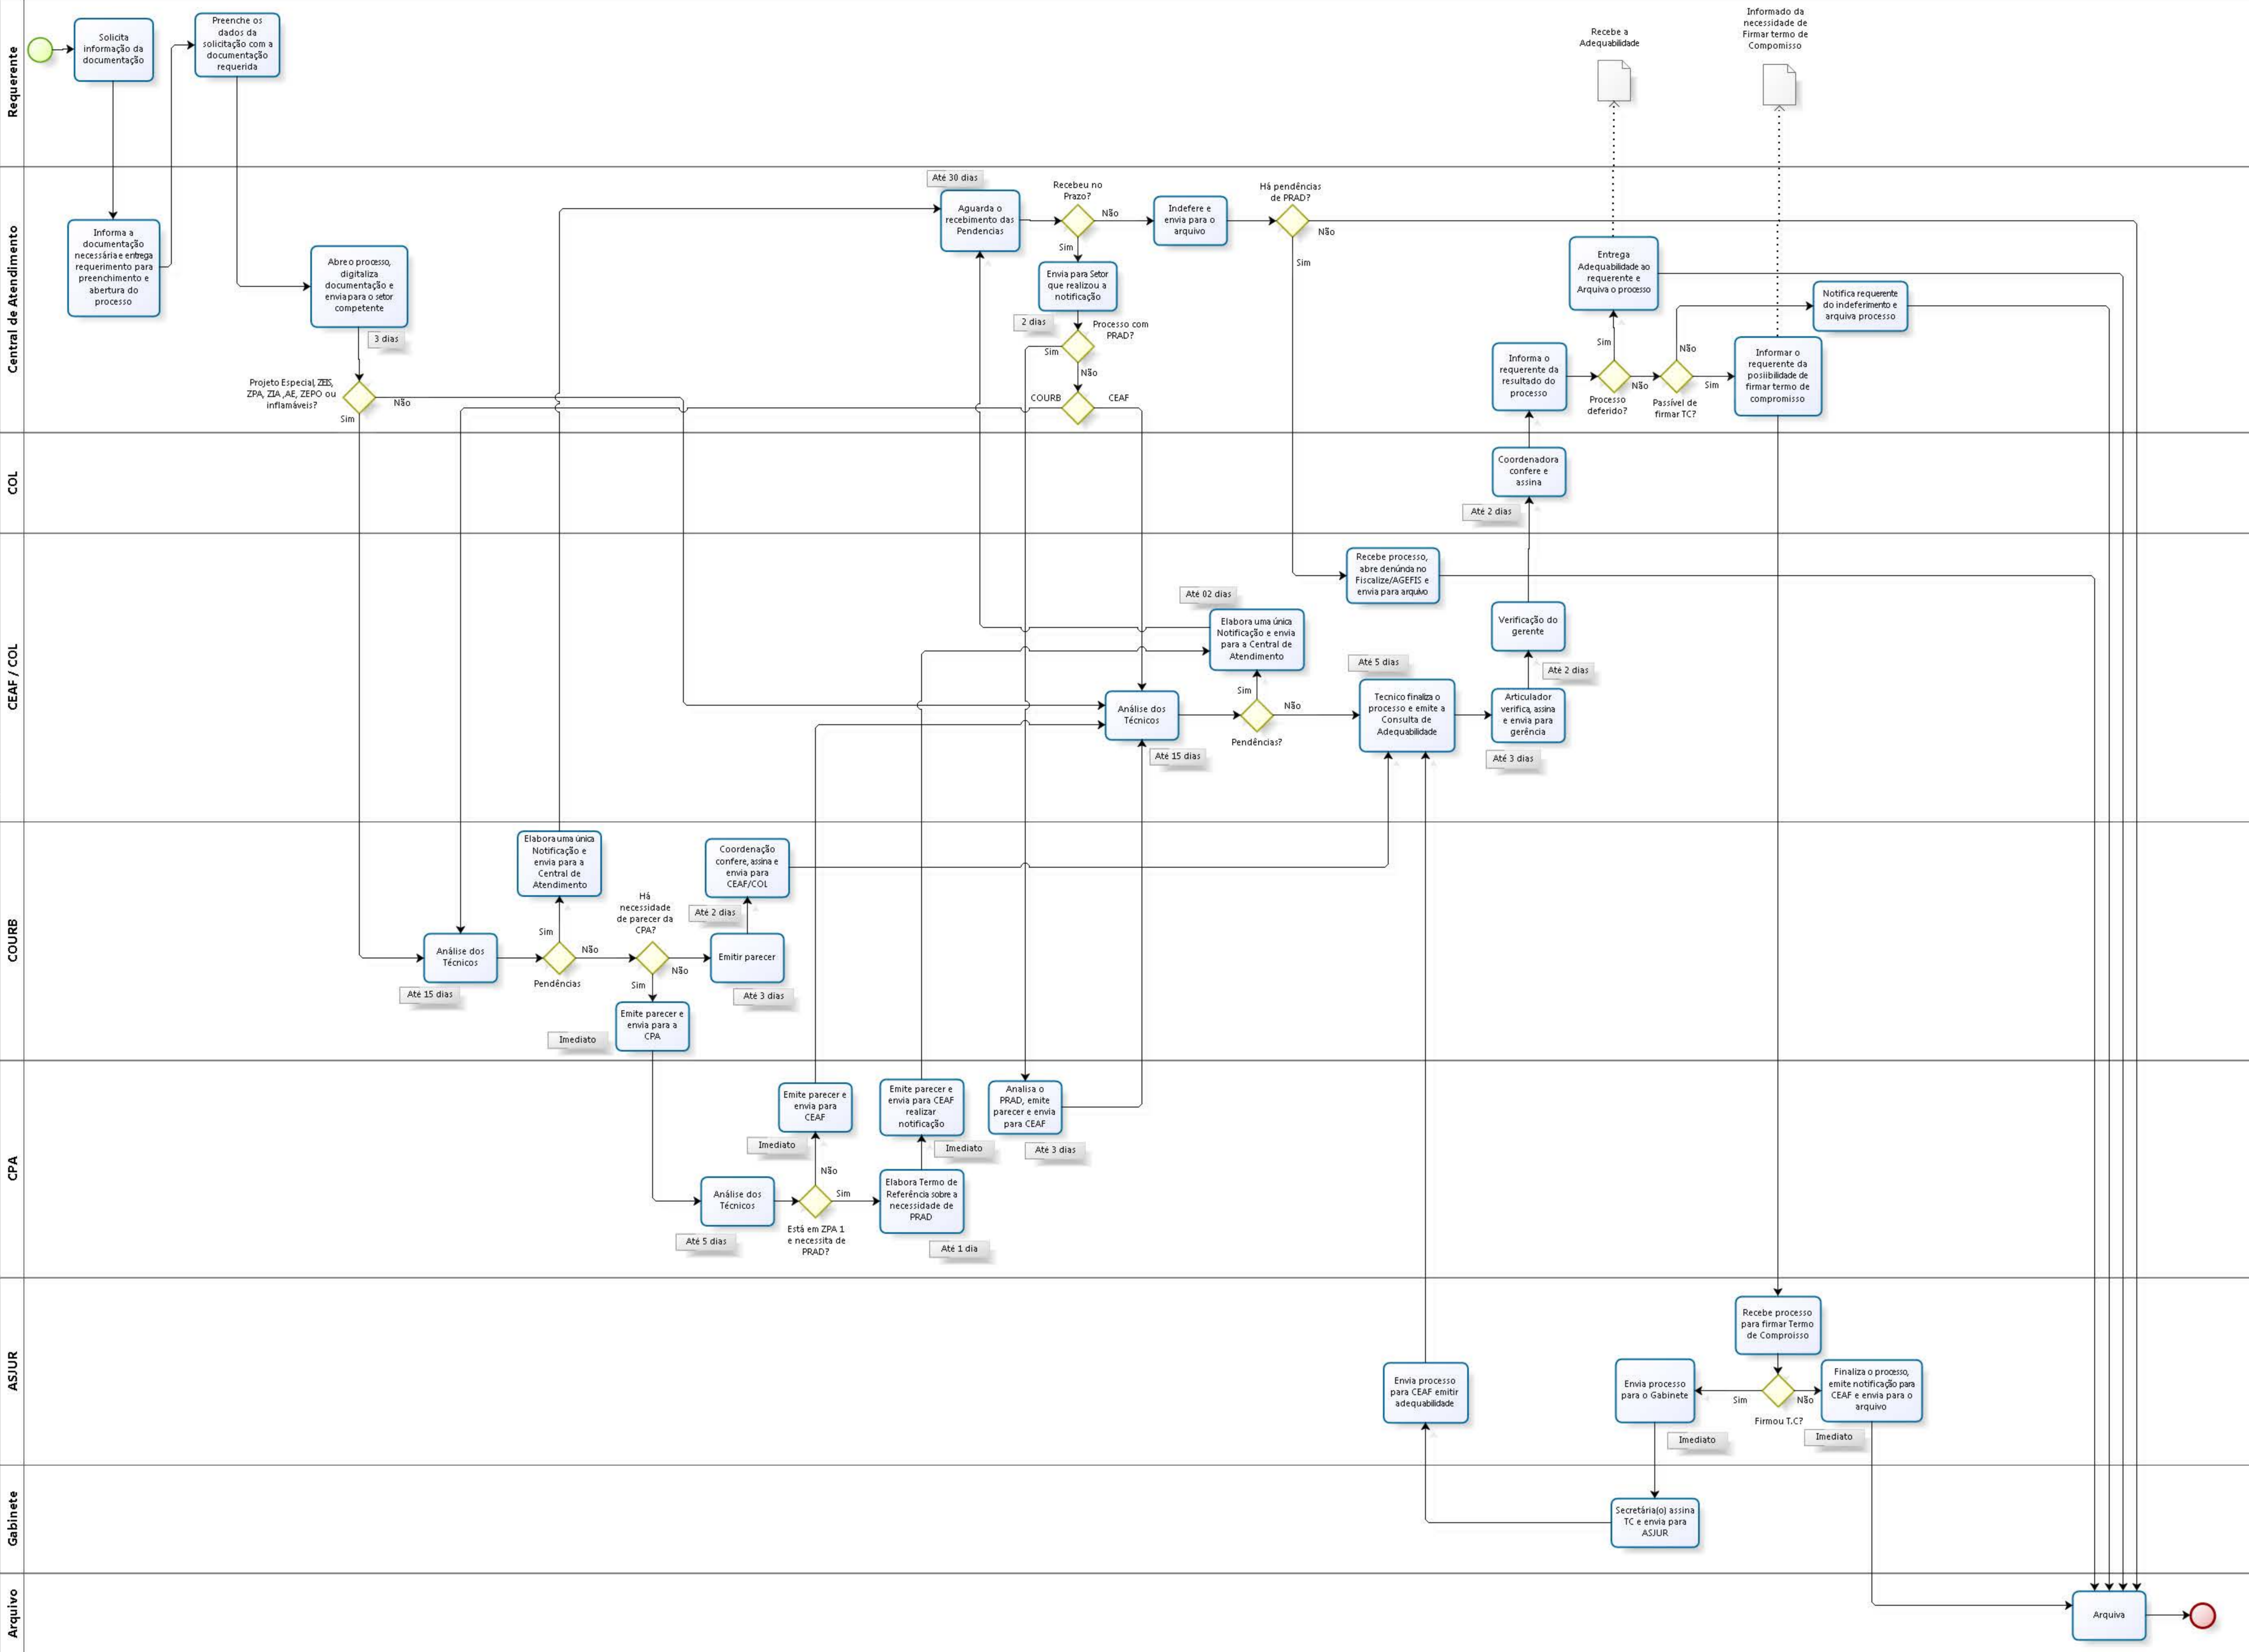 Requerente
Solicita
informação da
documentação
Preenche os
dados da
solicitação com a
documentação
requerida
Recebe a
Adequabilidade
Informado da
necessidade de
Firmar termo de
Compomisso
Central de Atendimento
Informa a
documentação
necessária e entrega
requerimento para
preenchimento e
abertura do
processo
Abre o processo,
digitaliza
documentação e
envia para o setor
competente
3 dias
Projeto Especial, ZEIS,
ZPA, ZIA ,AE, ZEPO ou
inflamáveis?
Sim
Não
Até 30 dias
Aguarda o
recebimento das
Pendencias
Recebeu no
Prazo?
Não
Sim
Indefere e
envia para o
arquivo
Há pendências
de PRAD?
Não
Sim
Envia para Setor
que realizou a
notificação
2 dias
Processo com
PRAD?
Sim
Não
COURB
CEAF
Entrega
Adequabilidade ao
requerente e
Arquiva o processo
Notifica requerente
do indeferimento e
arquiva processo
Informa o
requerente da
resultado do
processo
Sim
Não
Processo
deferido?
Não
Sim
Passível de
firmar TC?
Informar o
requerente da
posiibilidade de
firmar termo de
compromisso
COL
Coordenadora
confere e
assina
Até 2 dias
CEAF / COL
Recebe processo,
abre denúncia no
Fiscalize/AGEFIS e
envia para arquivo
Até 02 dias
Elabora uma única
Notificação e envia
para a Central de
Atendimento
Verificação do
gerente
Até 2 dias
Análise dos
Técnicos
Até 15 dias
Sim
Não
Pendências?
Até 5 dias
Tecnico finaliza o
processo e emite a
Consulta de
Adequabilidade
Articulador
verifica, assina
e envia para
gerência
Até 3 dias
COURB
Elabora uma única
Notificação e
envia para a
Central de
Atendimento
Coordenação
confere, assina e
envia para
CEAF/COL
Até 2 dias
Análise dos
Técnicos
Até 15 dias
Sim
Não
Pendências
Há
necessidade
de parecer da
CPA?
Não
Sim
Emitir parecer
Até 3 dias
Emite parecer e
envia para a
CPA
Imediato
CPA
Emite parecer e
envia para
CEAF
Imediato
Emite parecer e
envia para CEAF
realizar
notificação
Imediato
Analisa o
PRAD, emite
parecer e envia
para CEAF
Até 3 dias
Análise dos
Técnicos
Até 5 dias
Não
Sim
Está em ZPA 1
e necessita de
PRAD?
Elabora Termo de
Referência sobre a
necessidade de
PRAD
Até 1 dia
ASJUR
Recebe processo
para firmar Termo
de Comproisso
Envia processo
para CEAF emitir
adequabilidade
Envia processo
para o Gabinete
Imediato
Sim
Não
Firmou T.C?
Finaliza o processo,
emite notificação para
CEAF e envia para o
arquivo
Imediato
Gabinete
Secretária(o) assina
TC e envia para
ASJUR
Arquivo
Arquiva